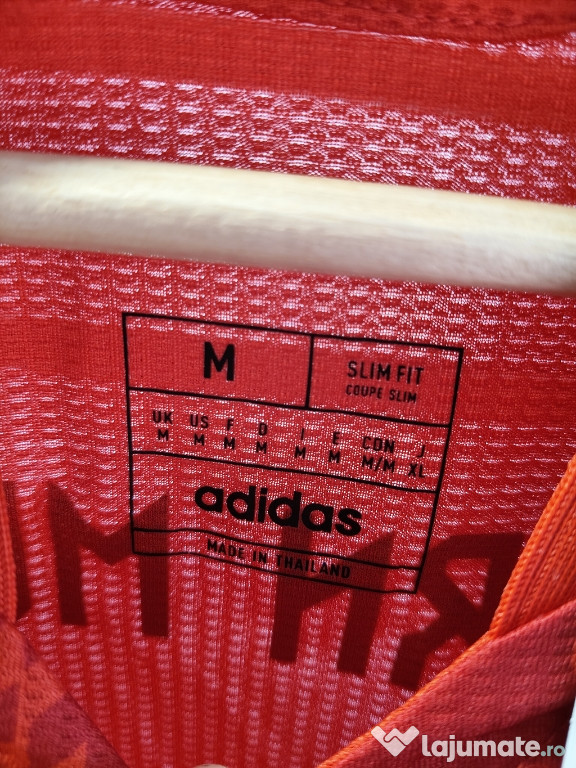 M
SLIM FIT
COUPE SLIM
UK US F D I E CDN J
M M M M M M M/M XL
adidas
MADE IN THAILAND
lajumate.ro